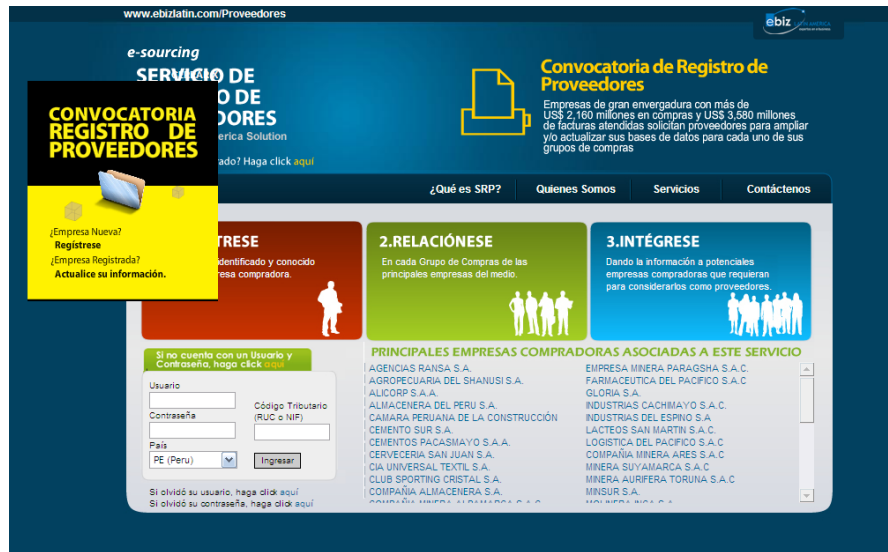 www.ebizlatin.com/Proveedores
ebiz LATIN AMERICA
e-sourcing
SERVICIO DE
O DE
DORES
erica Solution
ado? Haga click aquí
CONVOCATORIA
REGISTRO DE
PROVEEDORES
¿Empresa Nueva?
Regístrese
¿Empresa Registrada?
Actualice su información.
Convocatoria de Registro de
Proveedores
Empresas de gran envergadura con más de
US$ 2,160 millones en compras y US$ 3,580 millones
de facturas atendidas solicitan proveedores para ampliar
y/o actualizar sus bases de datos para cada uno de sus
grupos de compras
¿Qué es SRP? Quienes Somos Servicios Contáctenos
TRESE
identificado y conocido
resa compradora.
2.RELACIÓNESE
En cada Grupo de Compras de las
principales empresas del medio.
3.INTÉGRESE
Dando la información a potenciales
empresas compradoras que requieran
para considerarlos como proveedores.
Si no cuenta con un Usuario y
Contraseña, haga click aquí
Usuario
Contraseña
Código Tributario
(RUC o NIF)
País
PE (Peru)
Ingresar
Si olvidó su usuario, haga click aquí
Si olvidó su contraseña, haga click aquí
PRINCIPALES EMPRESAS COMPRADORAS ASOCIADAS A ESTE SERVICIO
AGENCIAS RANSA S.A.
AGROPECUARIA DEL SHANUSI S.A.
ALICORP S.A.A.
ALMACENERA DEL PERU S.A.
CAMARA PERUANA DE LA CONSTRUCCIÓN
CEMENTO SUR S.A.
CEMENTOS PACASMAYO S.A.A.
CERVECERIA SAN JUAN S.A.
CIA UNIVERSAL TEXTIL S.A.
CLUB SPORTING CRISTAL S.A.
COMPAÑIA ALMACENERA S.A.
COMPAÑIA MINERA ALPAMARCA S.A.C.
EMPRESA MINERA PARAGSHA S.A.C.
FARMACEUTICA DEL PACIFICO S.A.C
GLORIA S.A.
INDUSTRIAS CACHIMAYO S.A.C.
INDUSTRIAS DEL ESPINO S.A
LACTEOS SAN MARTIN S.A.C.
LOGISTICA DEL PACIFICO S.A.C
COMPAÑIA MINERA ARES S.A.C
MINERA SUYAMARCA S.A.C
MINERA AURIFERA TORUNA S.A.C
MINSUR S.A.
MOLINERA INCA S.A.